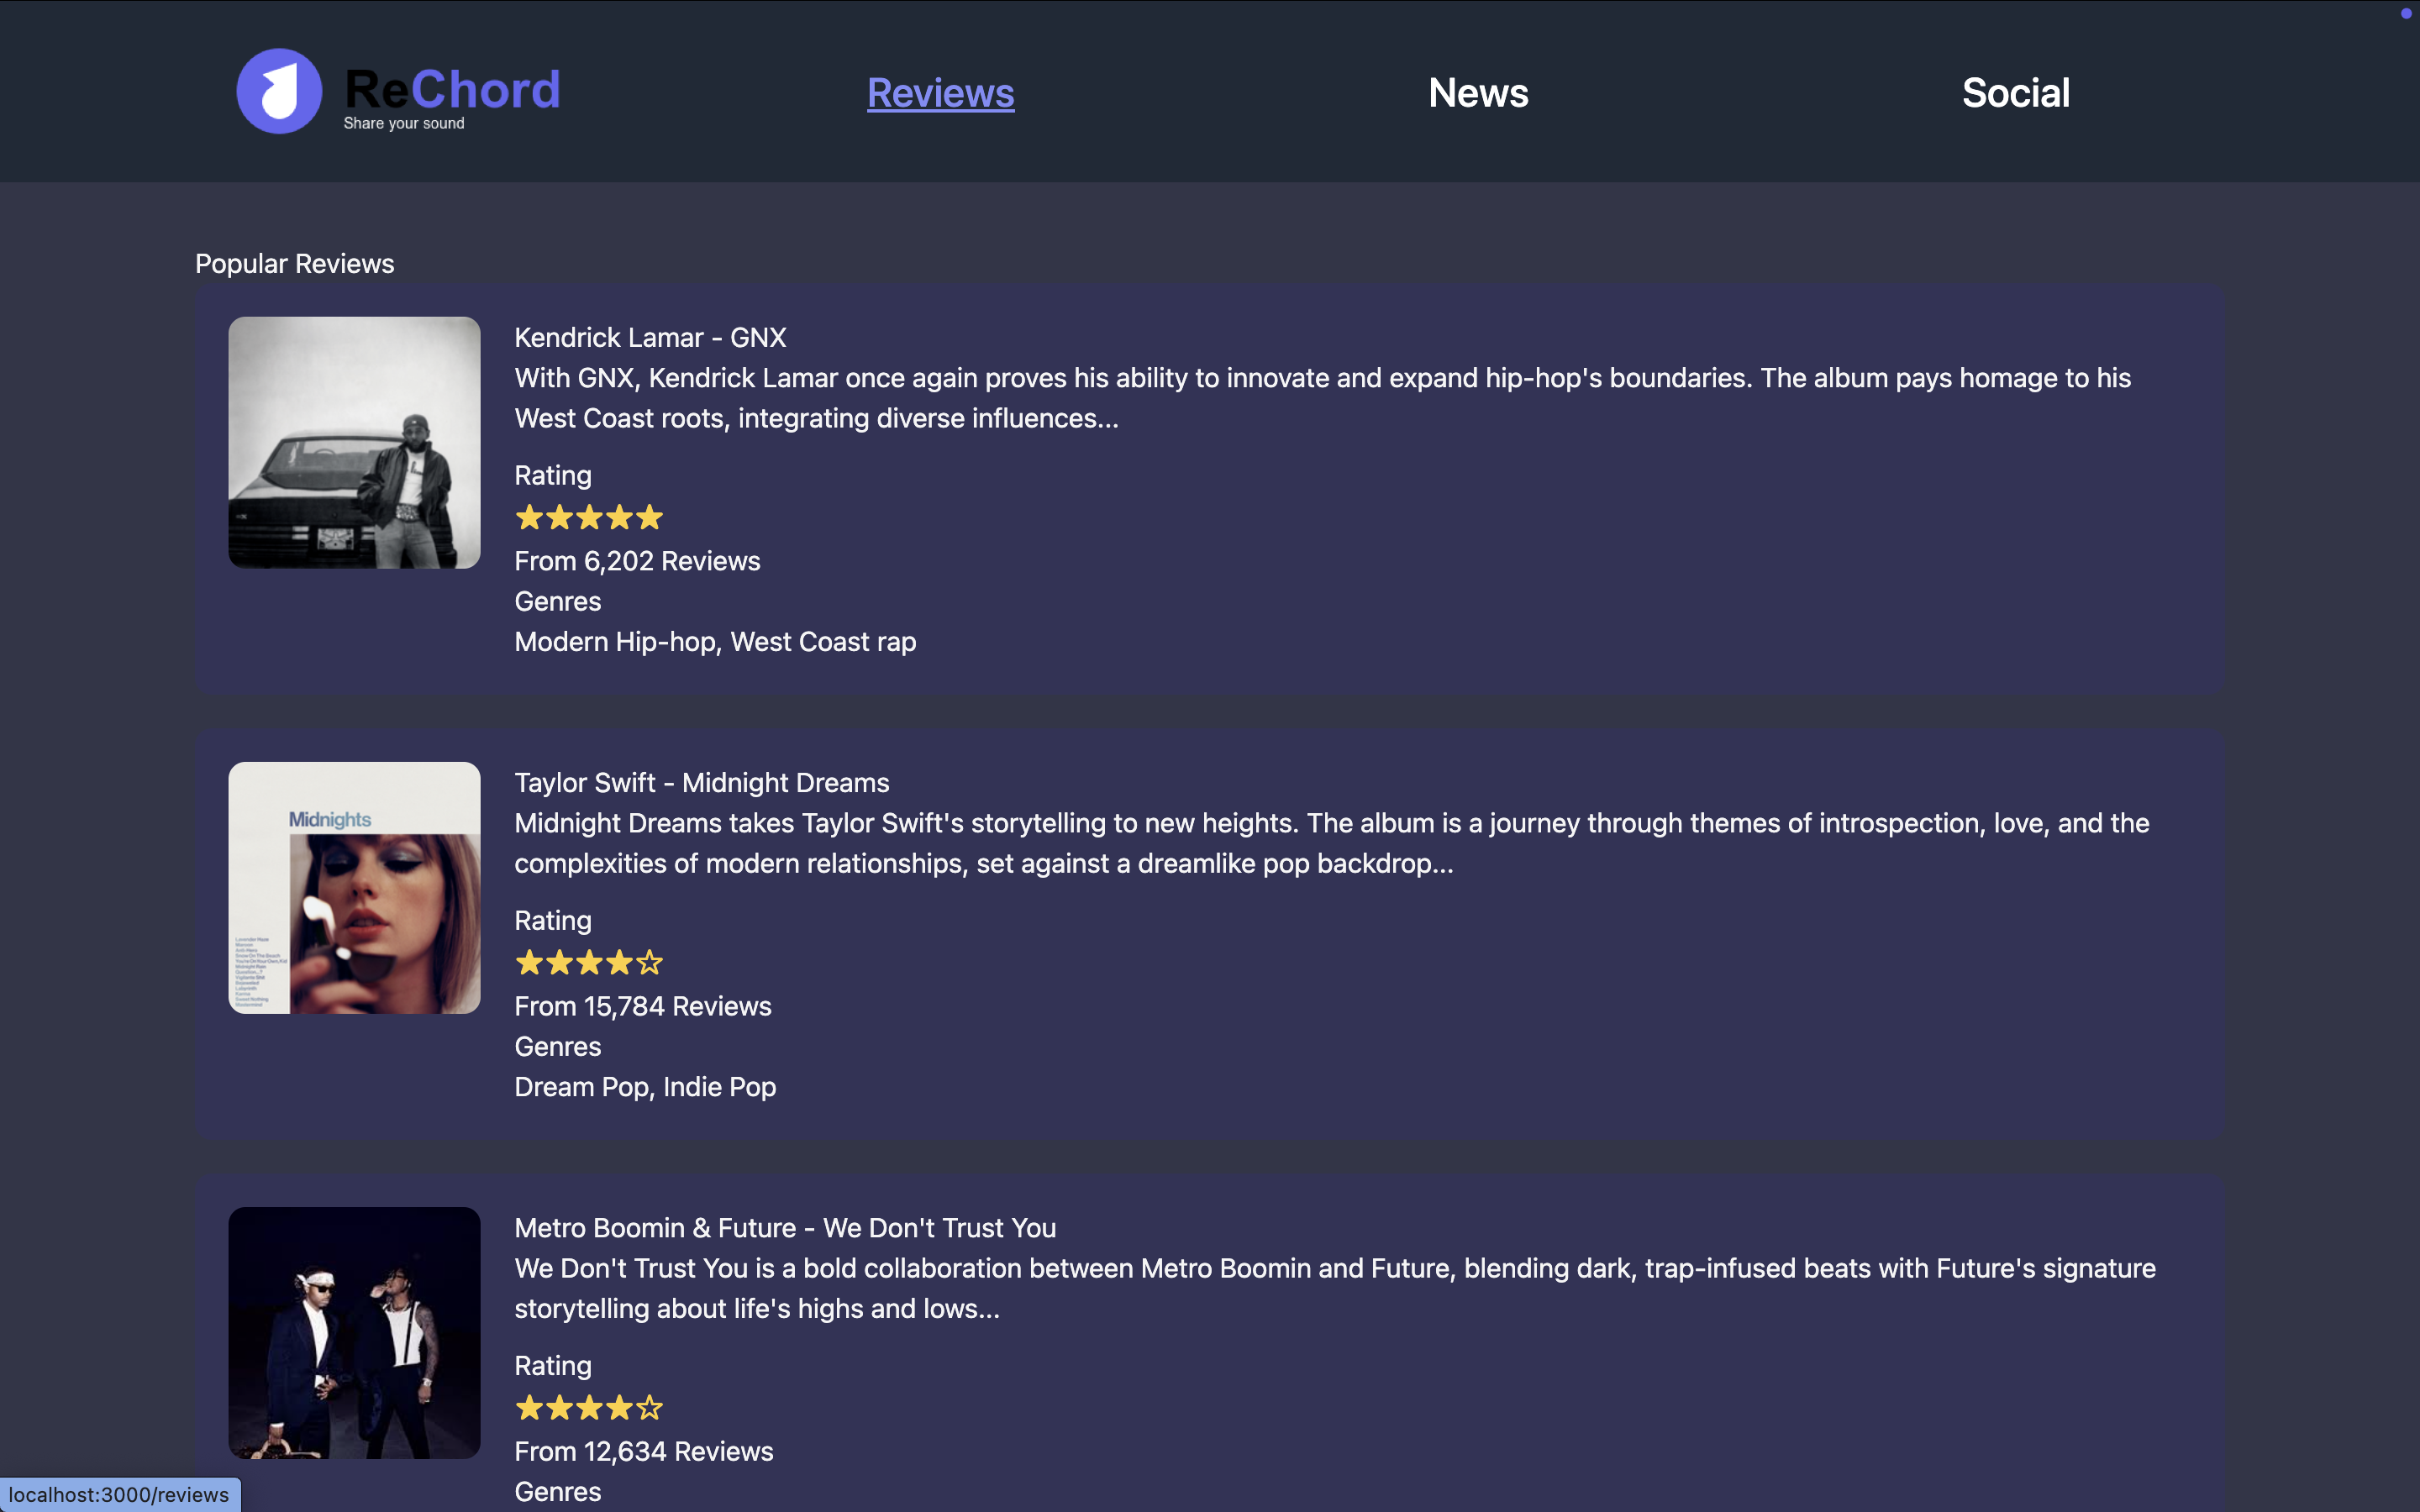 ReChord
Share your sound
Reviews
News
Social
Popular Reviews
Kendrick Lamar - GNX
With GNX, Kendrick Lamar once again proves his ability to innovate and expand hip-hop's boundaries. The album pays homage to his
West Coast roots, integrating diverse influences...
Rating
From 6,202 Reviews
Genres
Modern Hip-hop, West Coast rap
Midnights
Taylor Swift - Midnight Dreams
Midnight Dreams takes Taylor Swift's storytelling to new heights. The album is a journey through themes of introspection, love, and the
complexities of modern relationships, set against a dreamlike pop backdrop...
Rating
From 15,784 Reviews
Genres
Dream Pop, Indie Pop
Metro Boomin & Future - We Don't Trust You
We Don't Trust You is a bold collaboration between Metro Boomin and Future, blending dark, trap-infused beats with Future's signature
storytelling about life's highs and lows...
Rating
From 12,634 Reviews
Genres
localhost:3000/reviews